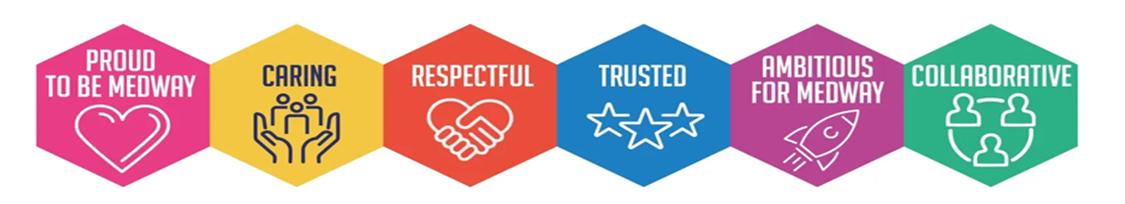 PROUD
TO BE MEDWAY
CARING
RESPECTFUL
TRUSTED
AMBITIOUS
FOR MEDWAY
COLLABORATIVE
C